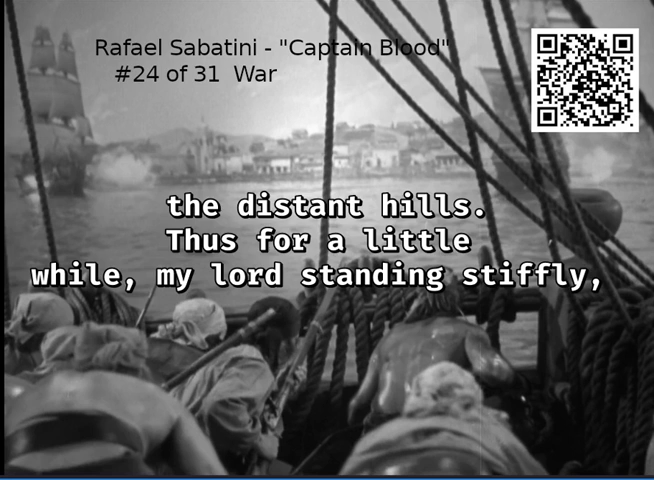 Rafael Sabatini - "Captain Blood"
#24 of 31  War
the distant hills.
Thus for a little
while, my lord standing stiffly,